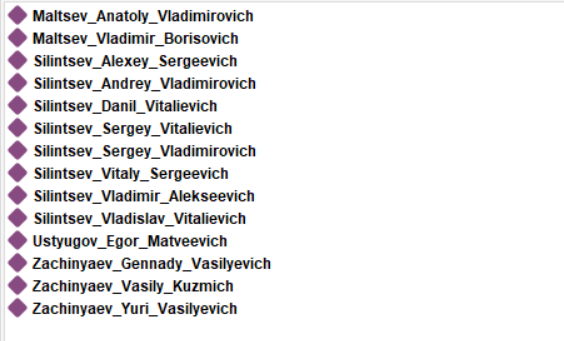 Maltsev_Anatoly_Vladimirovich
Maltsev_Vladimir_Borisovich
Silintsev_Alexey_Sergeevich
Silintsev_Andrey_Vladimirovich
Silintsev_Danil_Vitalievich
Silintsev_Sergey_Vitalievich
Silintsev_Sergey_Vladimirovich
Silintsev_Vitaly_Sergeevich
Silintsev_Vladimir_Alekseevich
Silintsev_Vladislav_Vitalievich
Ustyugov_Egor_Matveevich
Zachinyaev_Gennady_Vasilyevich
Zachinyaev_Vasily_Kuzmich
Zachinyaev_Yuri_Vasilyevich